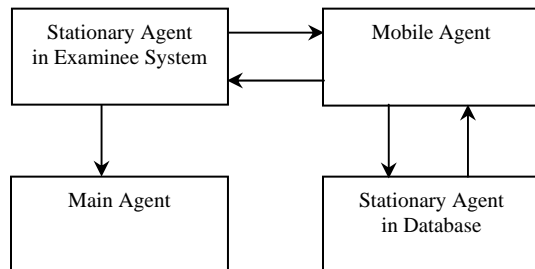 Stationary Agent
in Examinee System
Mobile Agent
Main Agent
Stationary Agent
in Database